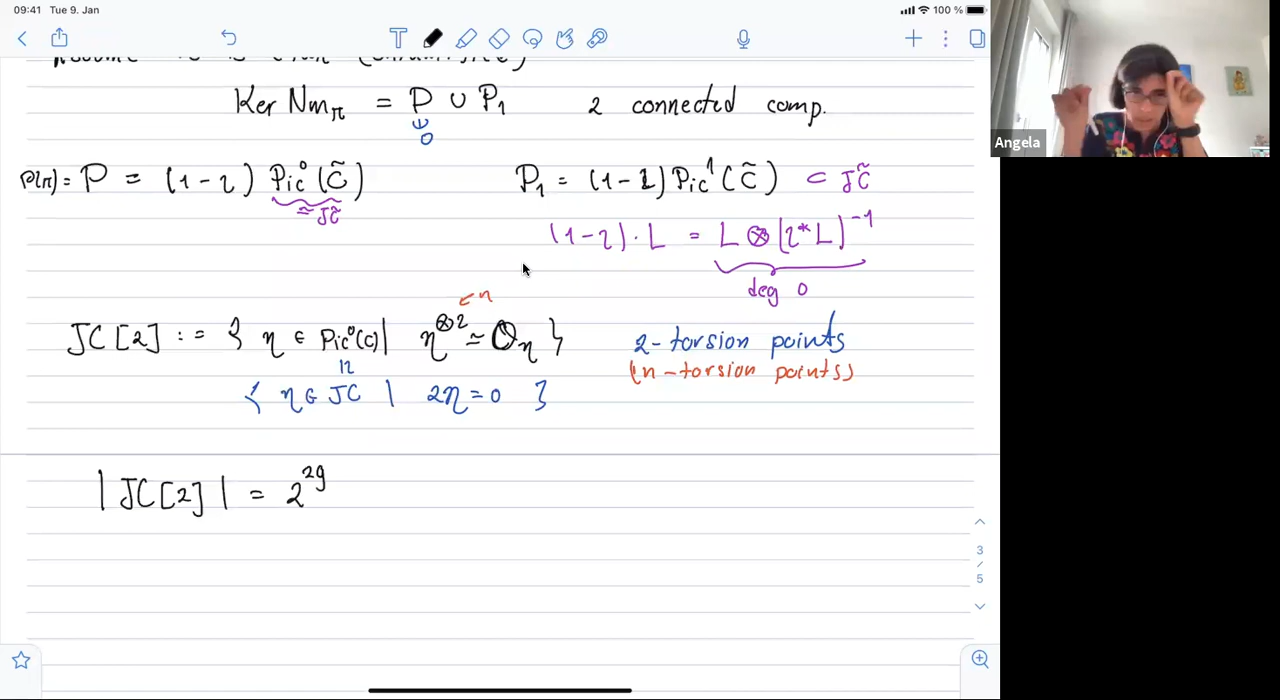 09:41 Tue 9. Jan
100 %
Ker Nm_π = P ∪ P₁ 2 connected comp.
0
P(π) = P = (1-ι) Pic⁰(C̃) P₁ = (1-ι) Pic¹(C̃) ⊂ JC̃
≃ JC̃
(1-ι)·L = L ⊗ (ι*L)⁻¹
deg 0
← n
JC[2] := { η ∈ Pic⁰(C) | η^⊗2 ≃ O_η } 2-torsion points
(n-torsion points)
{ η ∈ JC | 2η = 0 }
|JC[2]| = 2^{2g}
3
/
5
Angela